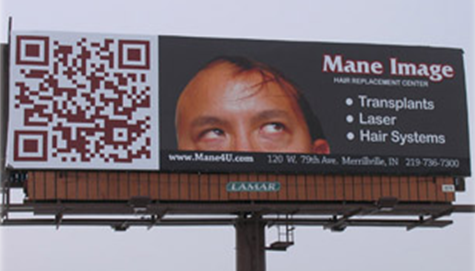 Mane Image
HAIR REPLACEMENT CENTER
• Transplants
• Laser
• Hair Systems
www.Mane4U.com 120 W. 79th Ave. Merrillville, IN 219-736-7300
LAMAR